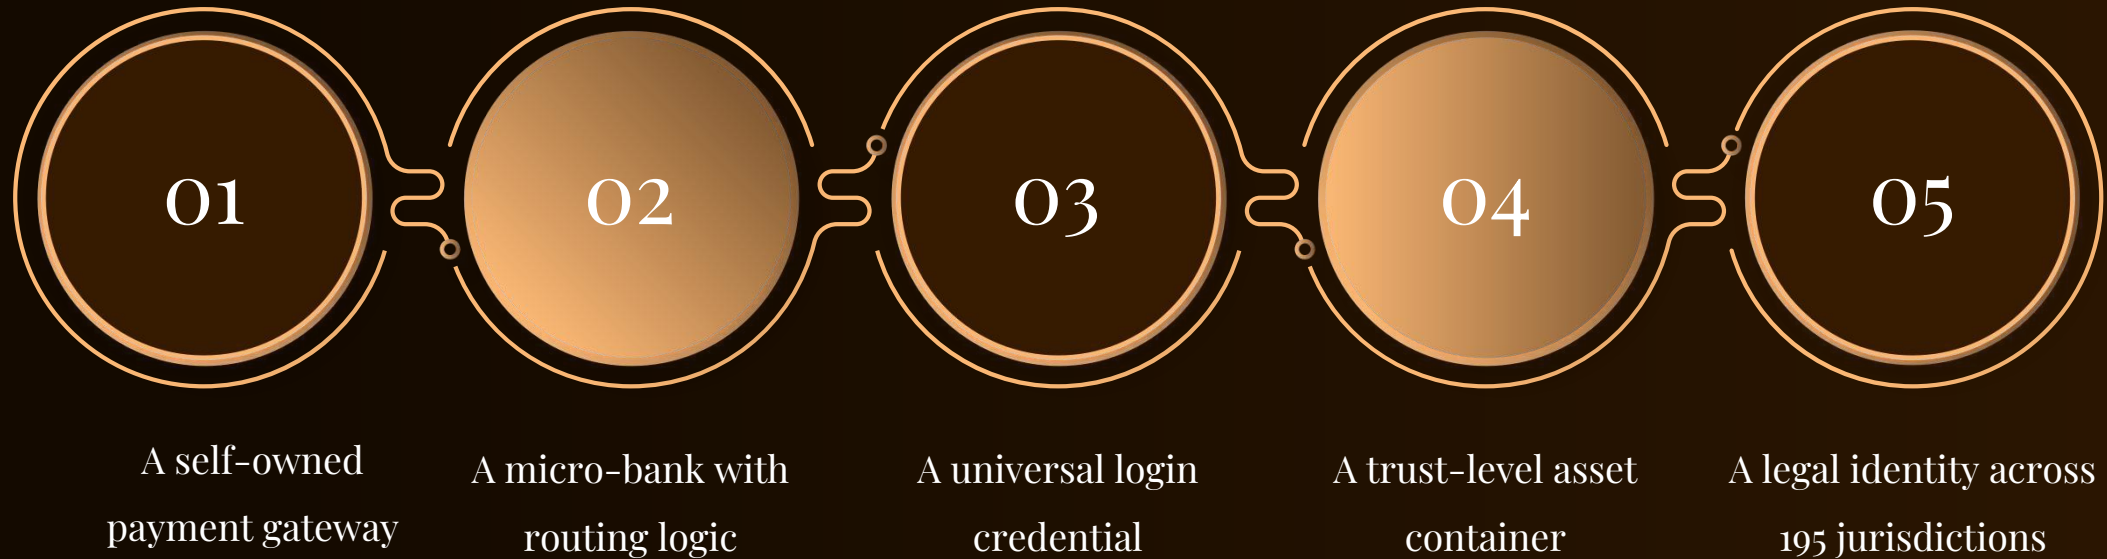 01
02
03
04
05
A self-owned
payment gateway
A micro-bank with
routing logic
A universal login
credential
A trust-level asset
container
A legal identity across
195 jurisdictions